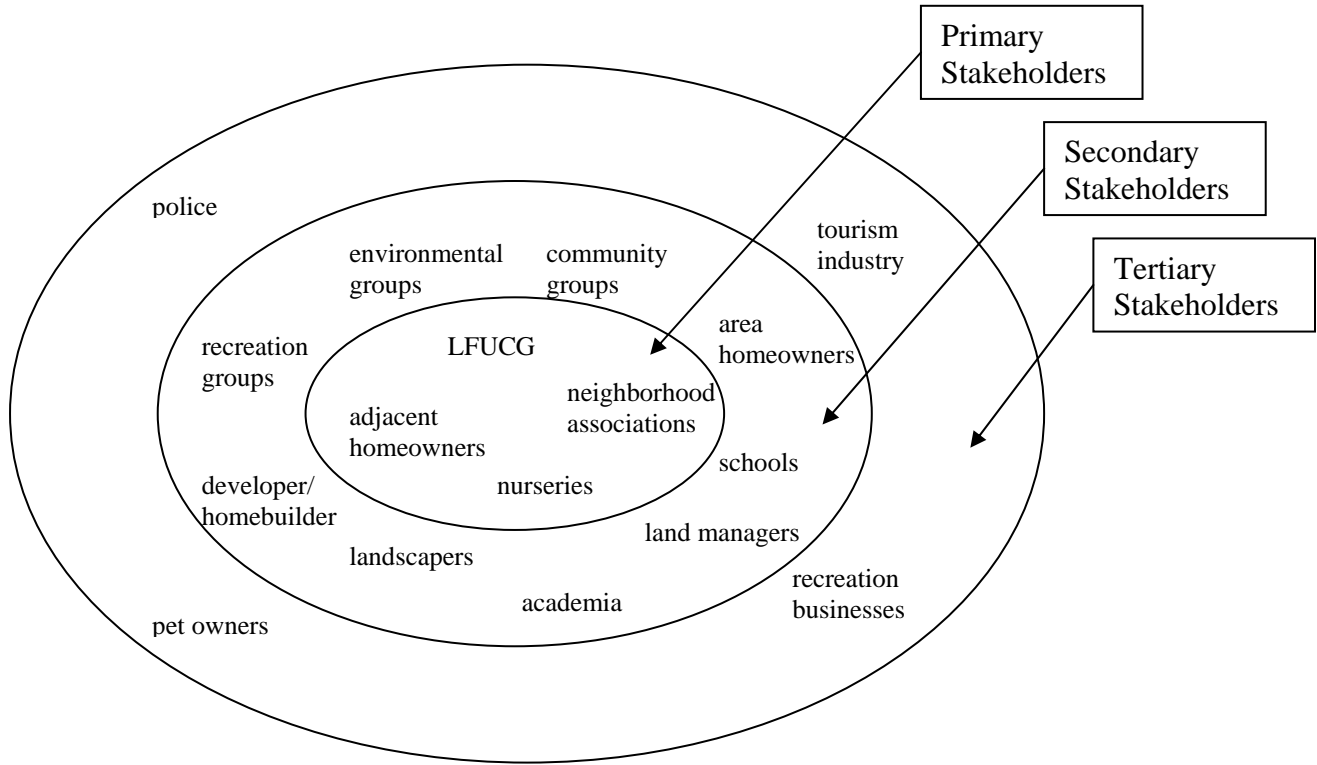 Primary
Stakeholders
Secondary
Stakeholders
Tertiary
Stakeholders
police
tourism
industry
environmental
groups
community
groups
area
homeowners
recreation
groups
LFUCG
neighborhood
associations
adjacent
homeowners
schools
developer/
homebuilder
nurseries
land managers
landscapers
recreation
businesses
academia
pet owners